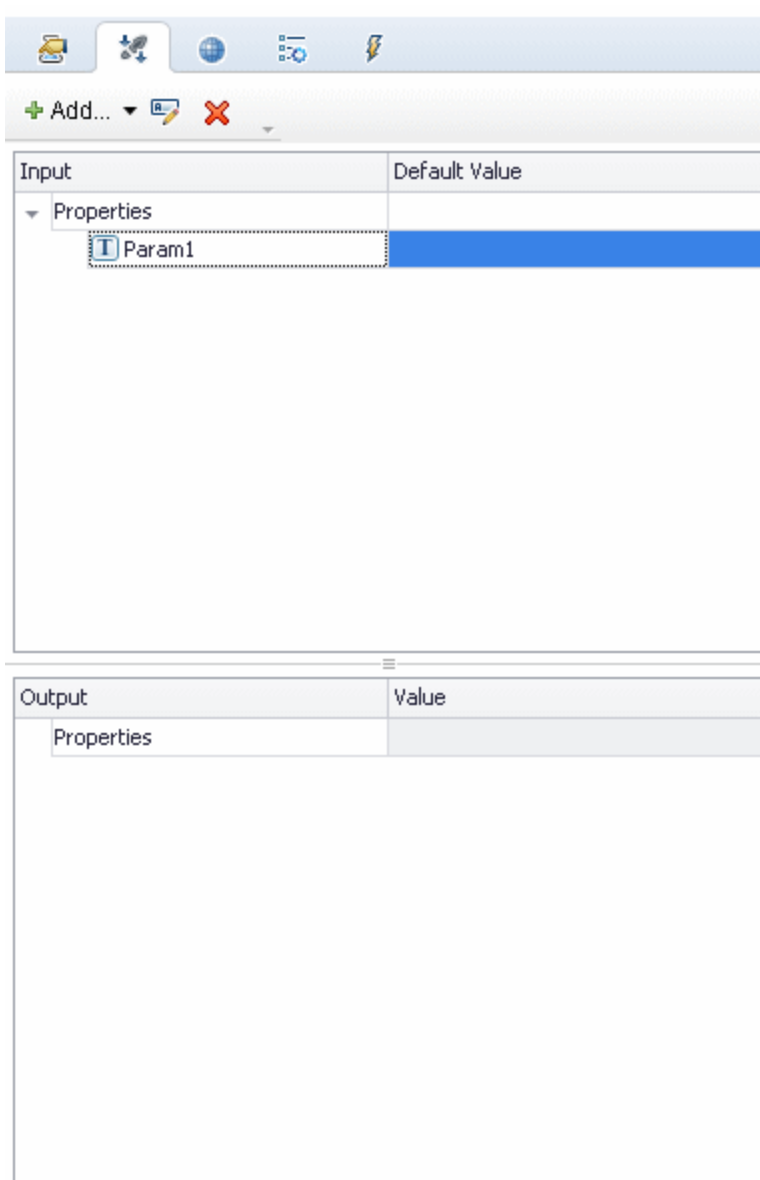 Add...
Input Default Value
Properties
T Param1
Output Value
Properties